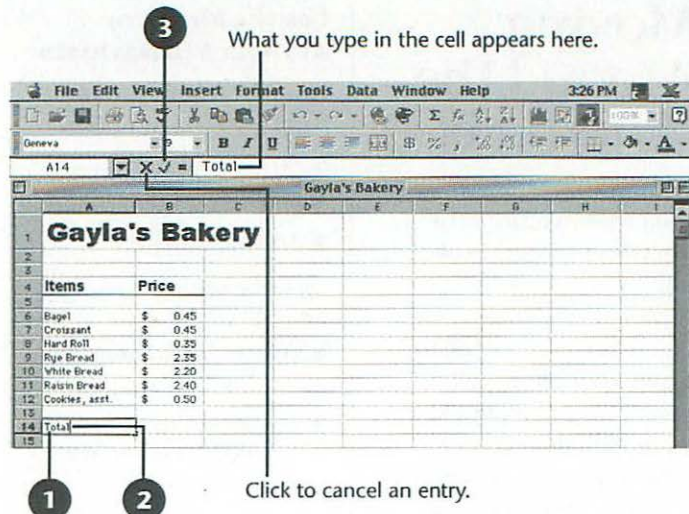 3
What you type in the cell appears here.
File Edit View Insert Format Tools Data Window Help 3:26 PM
100%
Geneva 9 B I U $ % ,
A14 X ✓ = Total
Gayla's Bakery
A B C D E F G H I
1 Gayla's Bakery
2
3
4 Items Price
5
6 Bagel $ 0.45
7 Croissant $ 0.45
8 Hard Roll $ 0.35
9 Rye Bread $ 2.35
10 White Bread $ 2.20
11 Raisin Bread $ 2.40
12 Cookies, asst. $ 0.50
13
14 Total
15
1 2
Click to cancel an entry.